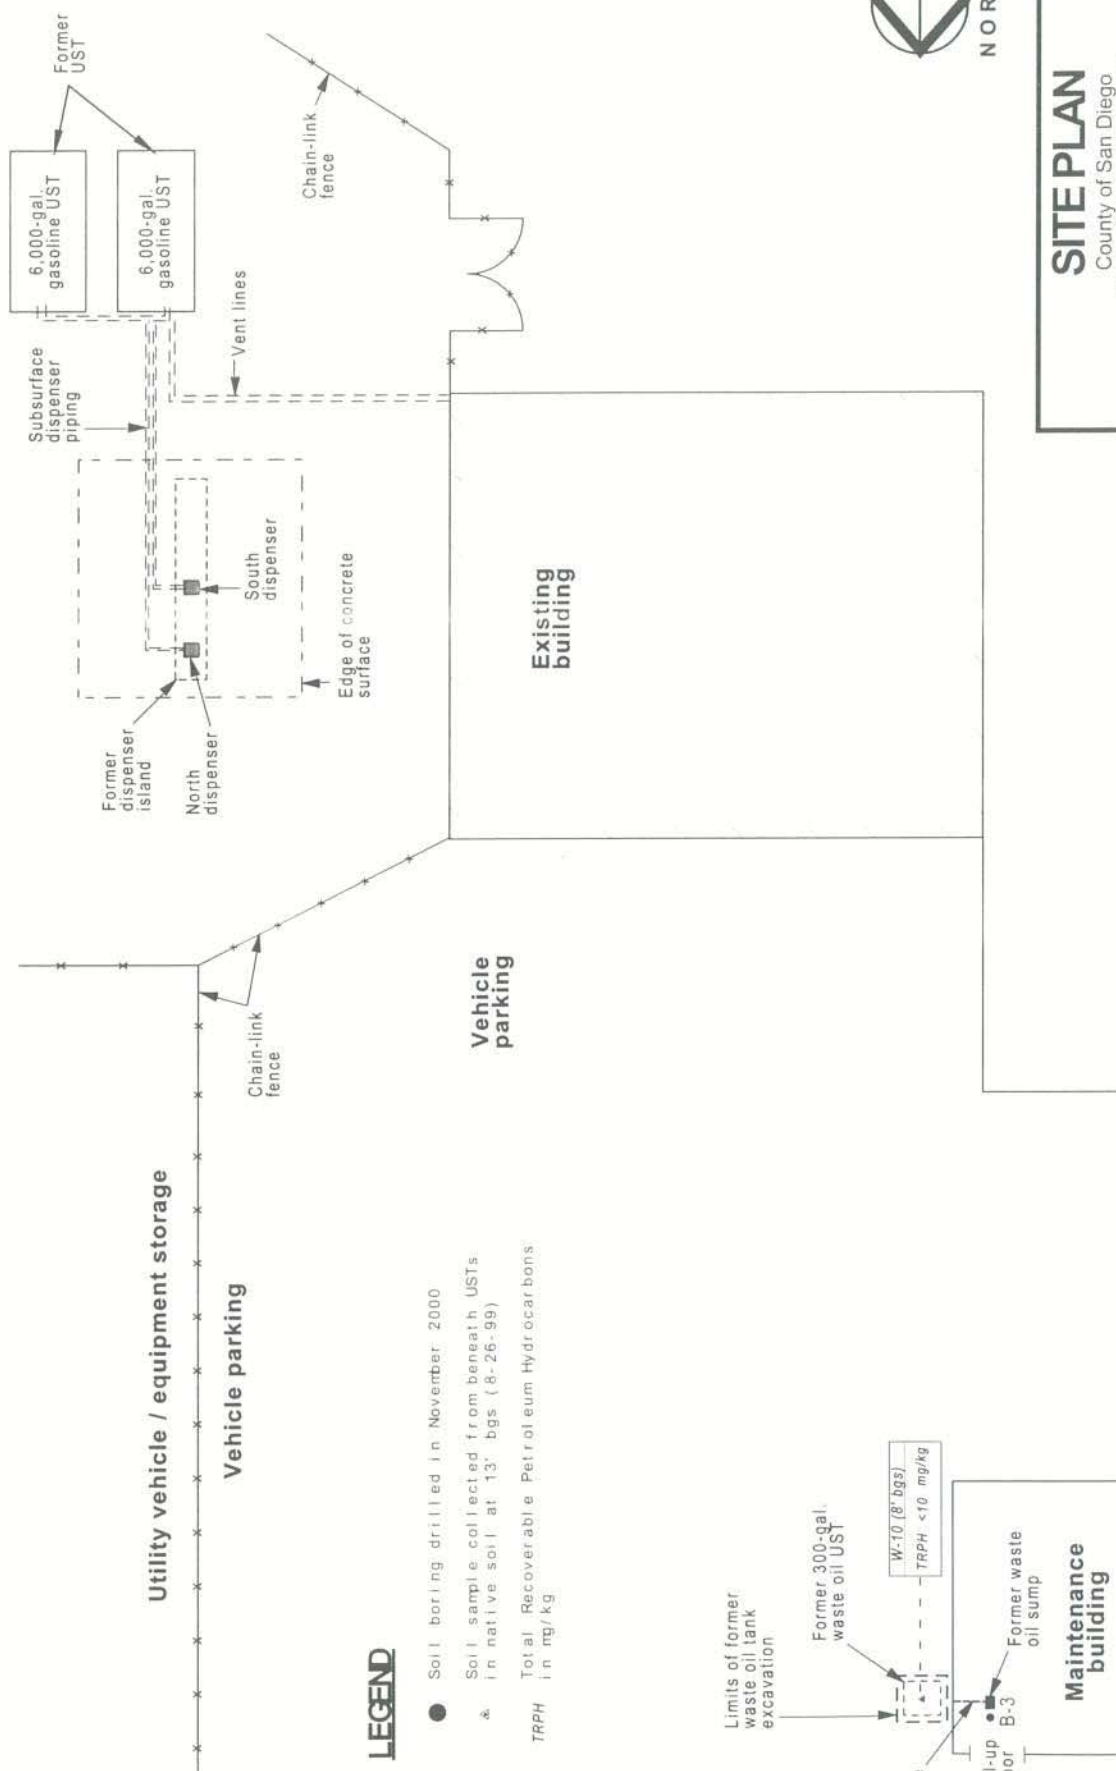 Former
UST
6,000-gal.
gasoline UST
6,000-gal.
gasoline UST
Subsurface
dispenser
piping
Vent lines
Chain-link
fence
Former
dispenser
island
North
dispenser
South
dispenser
Edge of concrete
surface
Existing
building
Chain-link
fence
Vehicle
parking
Utility vehicle / equipment storage
Vehicle parking
LEGEND
Soil boring drilled in November 2000
Soil sample collected from beneath USTs
in native soil at 13' bgs (8-26-99)
TRPH Total Recoverable Petroleum Hydrocarbons
in mg/kg
Limits of former
waste oil tank
excavation
Former 300-gal.
waste oil UST
W-10 (8' bgs)
TRPH <10 mg/kg
Former waste
oil sump
B-3
Maintenance
building
l-up
or
NOR
SITE PLAN
County of San Diego